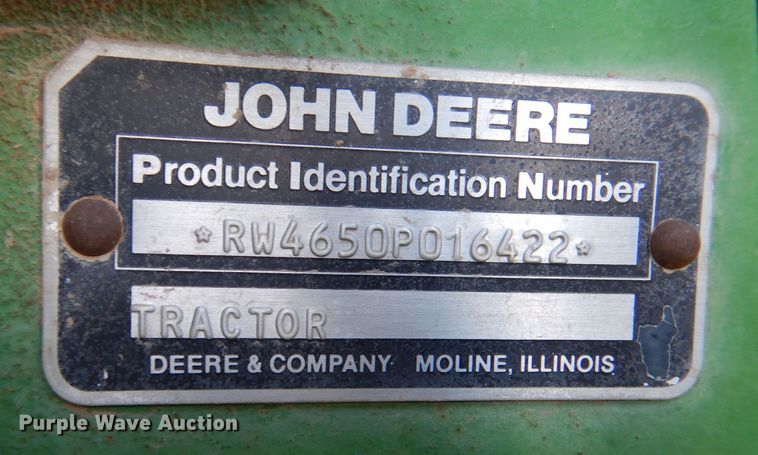 JOHN DEERE
Product Identification Number
*RW4650P016422*
TRACTOR
DEERE & COMPANY MOLINE, ILLINOIS
Purple Wave Auction